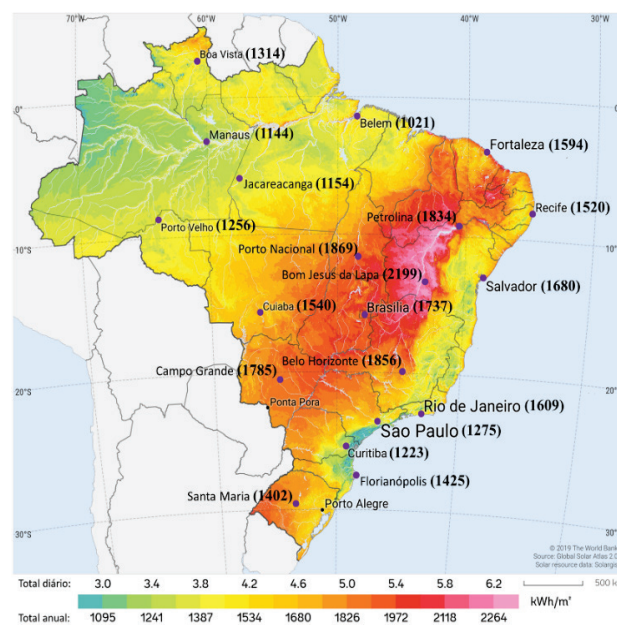 70°W 60°W 50°W 40°W 30°W
Boa Vista (1314)
0° 0°
Belem (1021)
Manaus (1144)
Fortaleza (1594)
Jacareacanga (1154)
Recife (1520)
Petrolina (1834)
Porto Velho (1256)
10°S 10°S
Porto Nacional (1869)
Bom Jesus da Lapa (2199)
Salvador (1680)
Cuiaba (1540)
Brasília (1737)
Belo Horizonte (1856)
Campo Grande (1785)
20°S 20°S
Ponta Pora
Rio de Janeiro (1609)
Sao Paulo (1275)
Curitiba (1223)
Florianópolis (1425)
Santa Maria (1402)
Porto Alegre
30°S 30°S
© 2019 The World Bank
Source: Global Solar Atlas 2.0
Solar resource data: Solargis
Total diário: 3.0 3.4 3.8 4.2 4.6 5.0 5.4 5.8 6.2 500 km
kWh/m²
Total anual: 1095 1241 1387 1534 1680 1826 1972 2118 2264